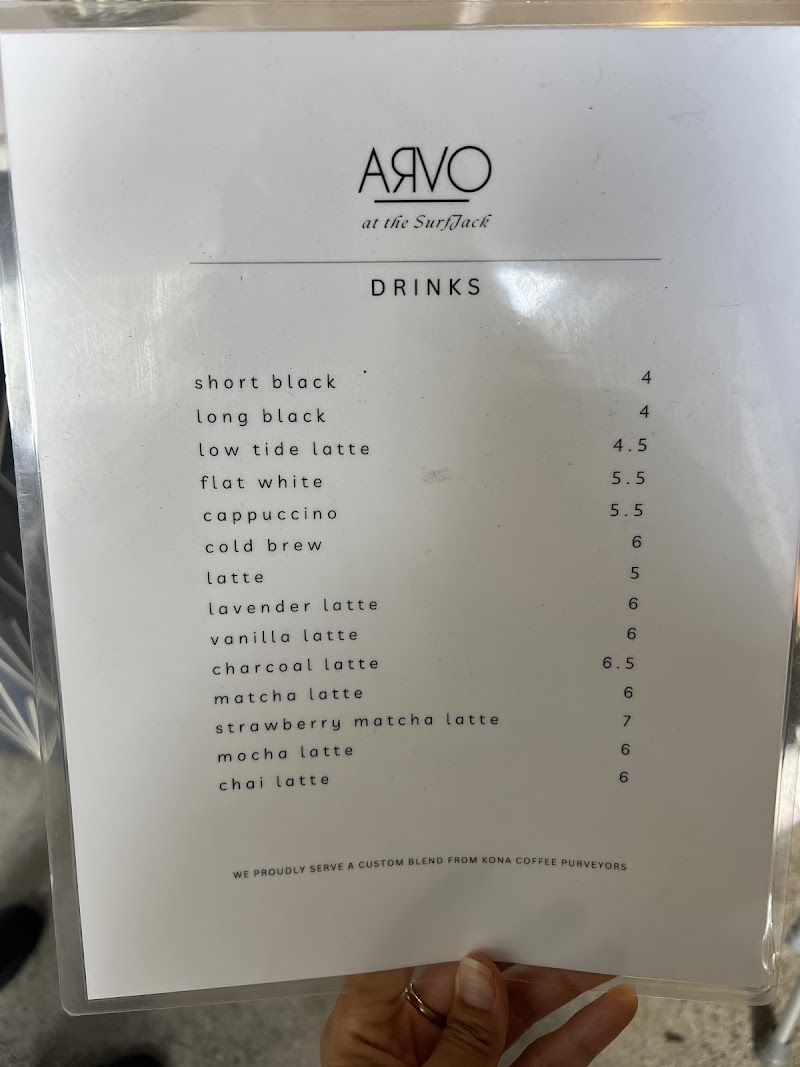 ARVO
at the SurfJack
DRINKS
short black 4
long black 4
low tide latte 4.5
flat white 5.5
cappuccino 5.5
cold brew 6
latte 5
lavender latte 6
vanilla latte 6
charcoal latte 6.5
matcha latte 6
strawberry matcha latte 7
mocha latte 6
chai latte 6
WE PROUDLY SERVE A CUSTOM BLEND FROM KONA COFFEE PURVEYORS